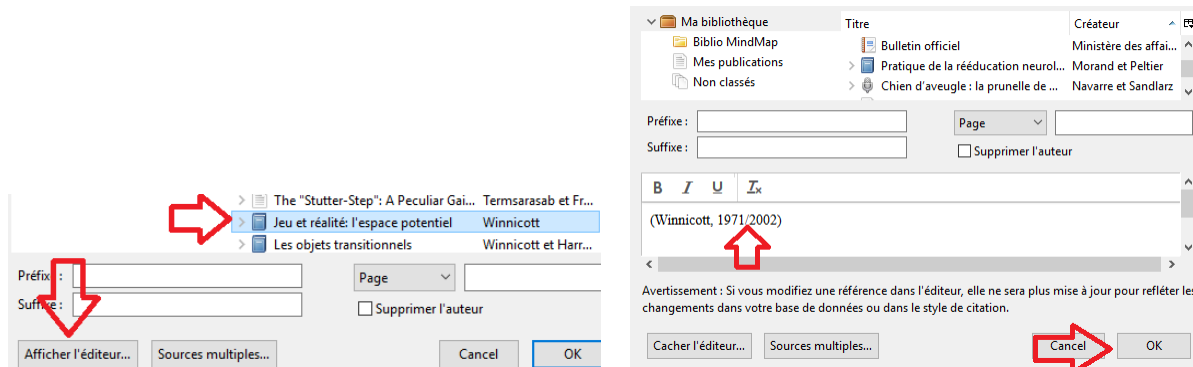 The "Stutter-Step": A Peculiar Gai... Termsarasab et Fr...
Jeu et réalité: l'espace potentiel Winnicott
Les objets transitionnels Winnicott et Harr...
Préfixe :
Page
Suffixe :
Supprimer l'auteur
Afficher l'éditeur... Sources multiples... Cancel OK
Ma bibliothèque
Biblio MindMap
Mes publications
Non classés
Titre Créateur
Bulletin officiel Ministère des affai...
Pratique de la rééducation neurol... Morand et Peltier
Chien d'aveugle : la prunelle de ... Navarre et Sandlarz
Préfixe :
Page
Suffixe :
Supprimer l'auteur
B I U Tx
(Winnicott, 1971/2002)
Avertissement : Si vous modifiez une référence dans l'éditeur, elle ne sera plus mise à jour pour refléter les
changements dans votre base de données ou dans le style de citation.
Cacher l'éditeur... Sources multiples... Cancel OK